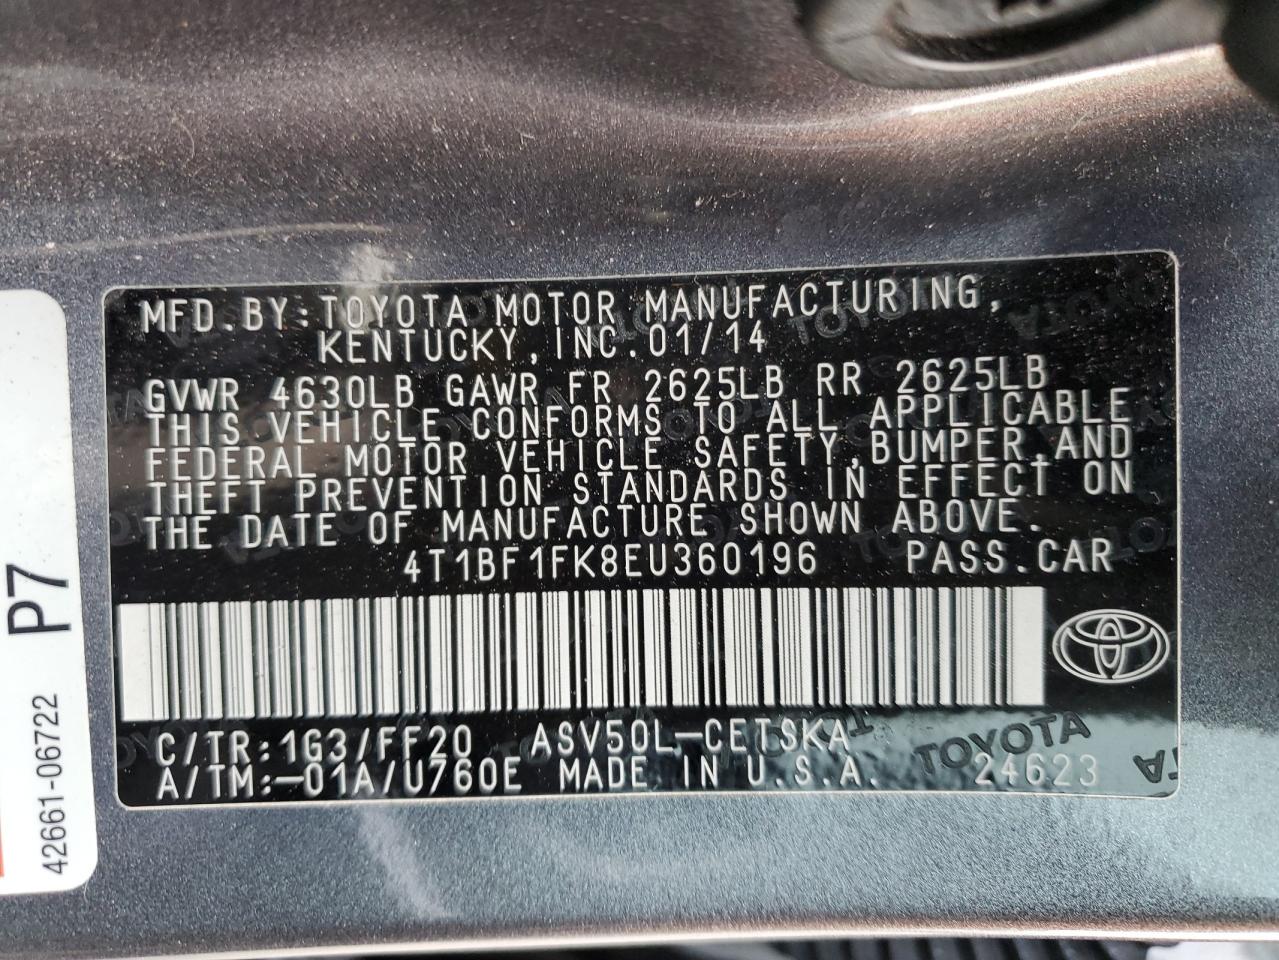 MFD.BY:TOYOTA MOTOR MANUFACTURING,
KENTUCKY,INC.01/14
GVWR 4630LB GAWR FR 2625LB RR 2625LB
THIS VEHICLE CONFORMS TO ALL APPLICABLE
FEDERAL MOTOR VEHICLE SAFETY,BUMPER,AND
THEFT PREVENTION STANDARDS IN EFFECT ON
THE DATE OF MANUFACTURE SHOWN ABOVE.
4T1BF1FK8EU360196 PASS.CAR
C/TR:1G3/FF20 ASV50L-CETSKA
A/TM:-01A/U760E MADE IN U.S.A. 24623
TOYOTA
P7
42661-06722